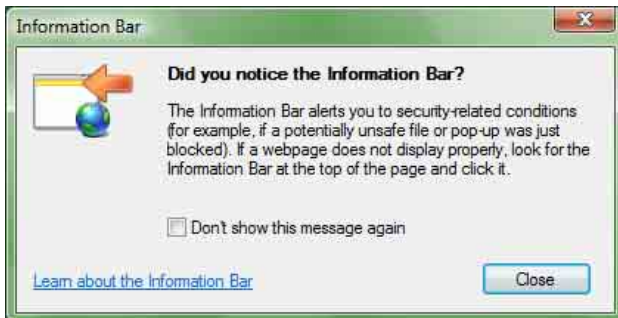 Information Bar
Did you notice the Information Bar?
The Information Bar alerts you to security-related conditions
(for example, if a potentially unsafe file or pop-up was just
blocked). If a webpage does not display properly, look for the
Information Bar at the top of the page and click it.
Don't show this message again
Learn about the Information Bar
Close